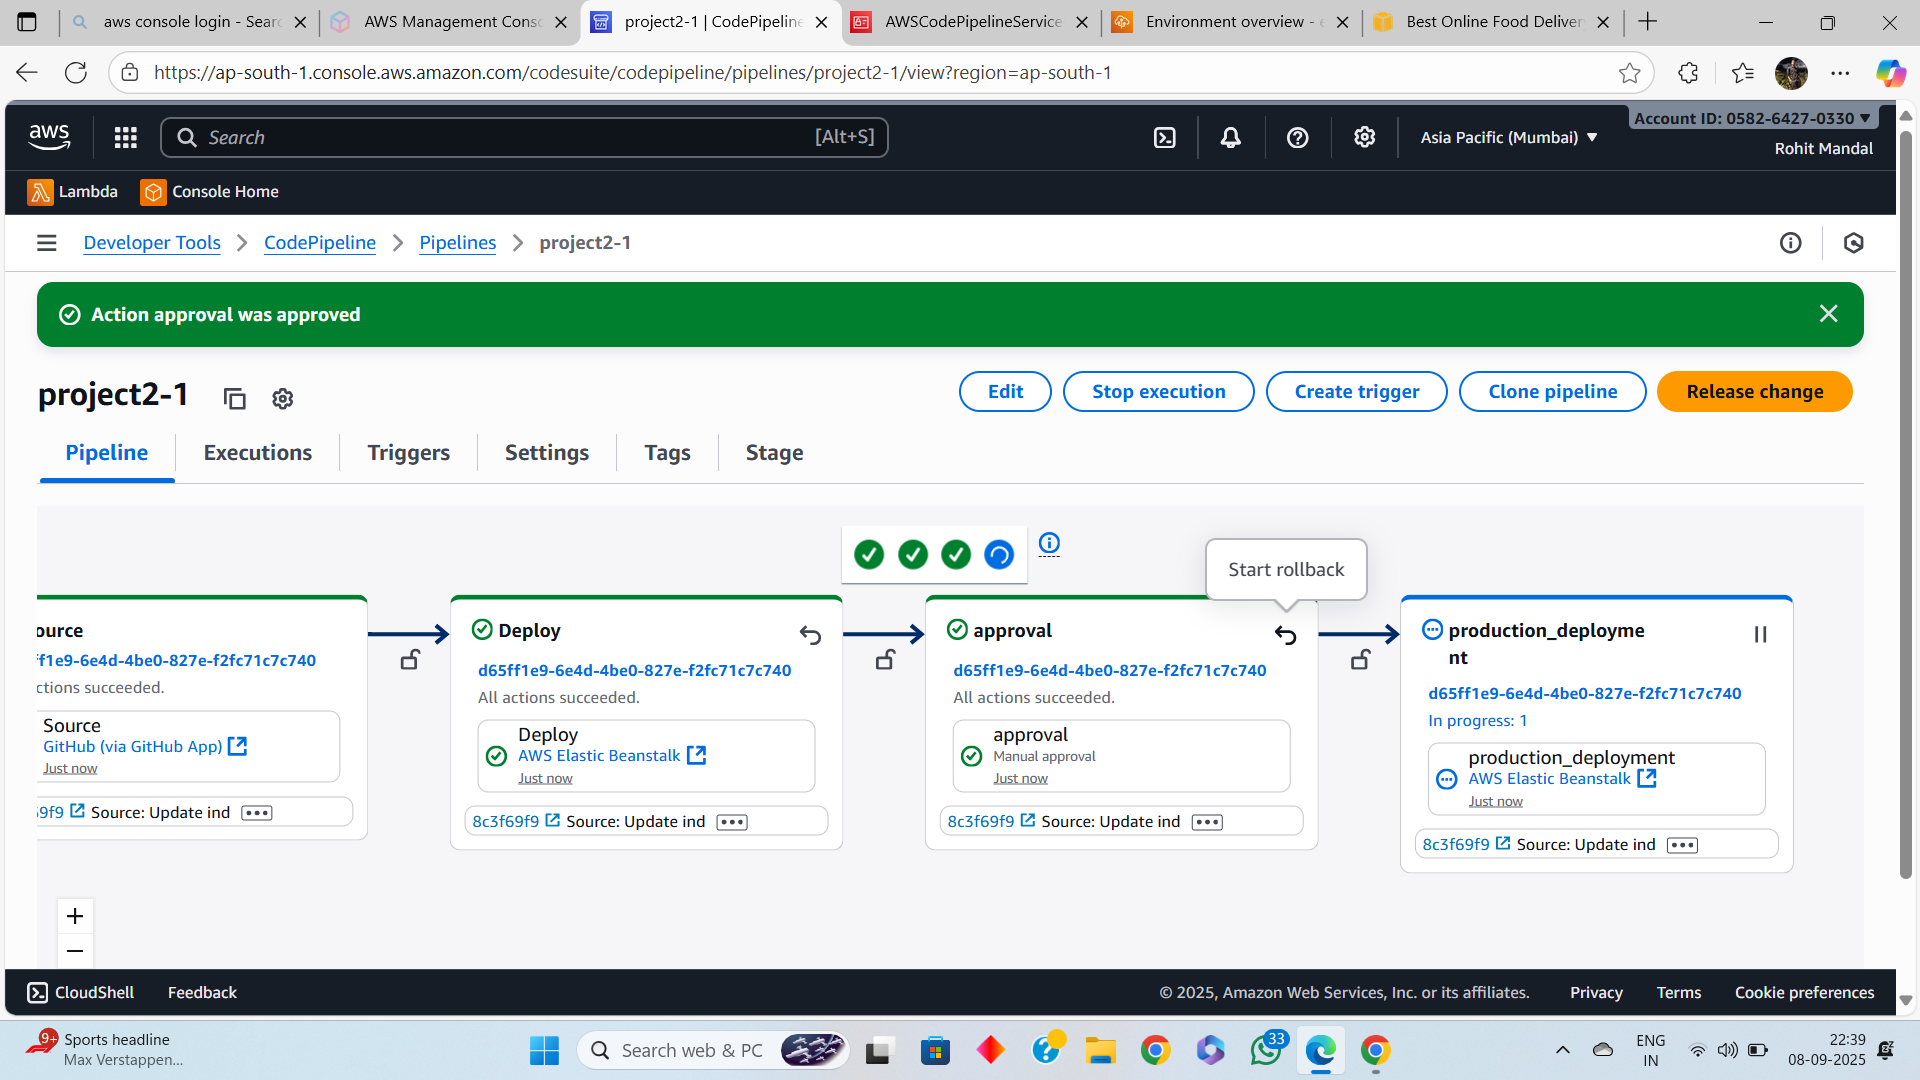 aws console login - Sear
AWS Management Conso
project2-1 | CodePipeline
AWSCodePipelineService
Environment overview - e
Best Online Food Deliver
https://ap-south-1.console.aws.amazon.com/codesuite/codepipeline/pipelines/project2-1/view?region=ap-south-1
aws
Search
[Alt+S]
Asia Pacific (Mumbai)
Account ID: 0582-6427-0330
Rohit Mandal
Lambda
Console Home
Developer Tools
CodePipeline
Pipelines
project2-1
Action approval was approved
project2-1
Edit
Stop execution
Create trigger
Clone pipeline
Release change
Pipeline
Executions
Triggers
Settings
Tags
Stage
Start rollback
ource
ff1e9-6e4d-4be0-827e-f2fc71c7c740
ctions succeeded.
Source
GitHub (via GitHub App)
Just now
69f9 Source: Update ind
Deploy
d65ff1e9-6e4d-4be0-827e-f2fc71c7c740
All actions succeeded.
Deploy
AWS Elastic Beanstalk
Just now
8c3f69f9 Source: Update ind
approval
d65ff1e9-6e4d-4be0-827e-f2fc71c7c740
All actions succeeded.
approval
Manual approval
Just now
8c3f69f9 Source: Update ind
production_deployme
nt
d65ff1e9-6e4d-4be0-827e-f2fc71c7c740
In progress: 1
production_deployment
AWS Elastic Beanstalk
Just now
8c3f69f9 Source: Update ind
CloudShell
Feedback
© 2025, Amazon Web Services, Inc. or its affiliates.
Privacy
Terms
Cookie preferences
9+
Sports headline
Max Verstappen...
Search web & PC
33
ENG
IN
22:39
08-09-2025